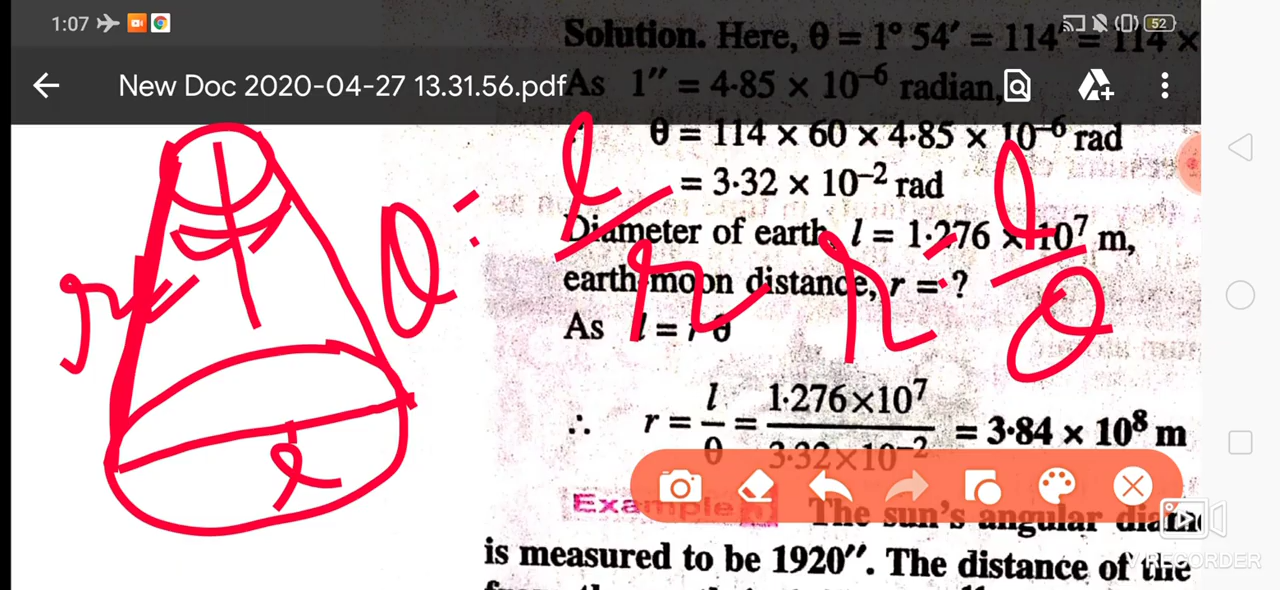 1:07
52
New Doc 2020-04-27 13.31.56.pdf
Solution. Here, θ = 1° 54′ = 114′ = 114 ×
As 1″ = 4·85 × 10⁻⁶ radian,
θ = 114 × 60 × 4·85 × 10⁻⁶ rad
= 3·32 × 10⁻² rad
Diameter of earth, l = 1·276 × 10⁷ m,
earth-moon distance, r = ?
As l = r θ
∴ r = l/θ = 1·276×10⁷/3·32×10⁻² = 3·84 × 10⁸ m
θ = l/r
r = l/θ
r
l
Example The sun's angular
is measured to be 1920″. The distance of the
V RECORDER